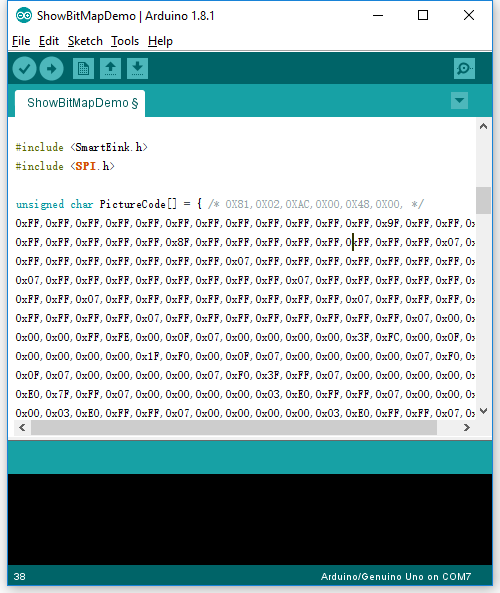 ShowBitMapDemo | Arduino 1.8.1
File Edit Sketch Tools Help
ShowBitMapDemo §
#include <SmartEink.h>
#include <SPI.h>
unsigned char PictureCode[] = { /* 0X81,0X02,0XAC,0X00,0X48,0X00, */
0xFF,0xFF,0xFF,0xFF,0xFF,0xFF,0xFF,0xFF,0xFF,0xFF,0xFF,0xFF,0x9F,0xFF,0xFF,0x
0xFF,0xFF,0xFF,0xFF,0xFF,0x8F,0xFF,0xFF,0xFF,0xFF,0xFF,0xFF,0xFF,0xFF,0x07,0x
0xFF,0xFF,0xFF,0xFF,0xFF,0xFF,0xFF,0x07,0xFF,0xFF,0xFF,0xFF,0xFF,0xFF,0xFF,0x
0x07,0xFF,0xFF,0xFF,0xFF,0xFF,0xFF,0xFF,0xFF,0x07,0xFF,0xFF,0xFF,0xFF,0xFF,0x
0xFF,0xFF,0x07,0xFF,0xFF,0xFF,0xFF,0xFF,0xFF,0xFF,0xFF,0x07,0xFF,0xFF,0xFF,0x
0xFF,0xFF,0xFF,0xFF,0x07,0xFF,0xFF,0xFF,0xFF,0xFF,0xFF,0xFF,0xFF,0x07,0x00,0x
0x00,0x00,0xFF,0xFE,0x00,0x07,0x00,0x00,0x00,0x00,0x00,0x3F,0xFC,0x00,0x0F,0x
0x00,0x00,0x00,0x00,0x1F,0xF0,0x00,0x0F,0x07,0x00,0x00,0x00,0x00,0x07,0xF0,0x
0x0F,0x07,0x00,0x00,0x00,0x00,0x07,0xF0,0x3F,0xFF,0x07,0x00,0x00,0x00,0x00,0x
0xE0,0x7F,0xFF,0x07,0x00,0x00,0x00,0x00,0x03,0xE0,0xFF,0xFF,0x07,0x00,0x00,0x
0x00,0x03,0xE0,0xFF,0xFF,0x07,0x00,0x00,0x00,0x00,0x03,0xE0,0xFF,0xFF,0x07,0x
38
Arduino/Genuino Uno on COM7